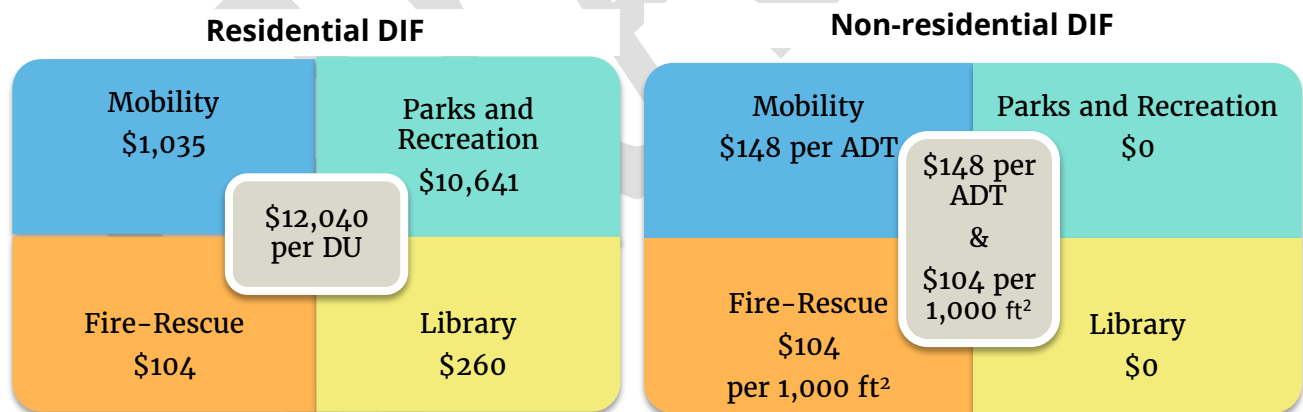 Residential DIF
Mobility
$1,035
Parks and
Recreation
$10,641
$12,040
per DU
Fire-Rescue
$104
Library
$260
Non-residential DIF
Mobility
$148 per ADT
Parks and Recreation
$0
$148 per
ADT
&
$104 per
1,000 ft²
Fire-Rescue
$104
per 1,000 ft²
Library
$0